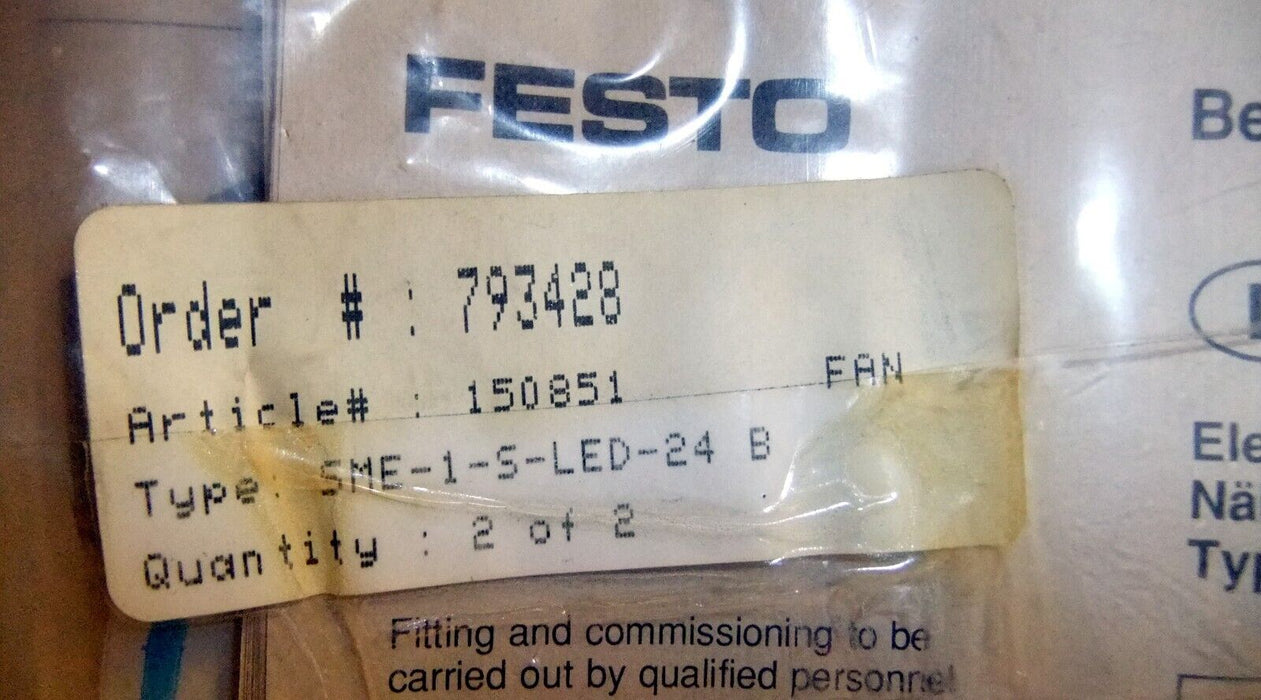 FESTO
Order # : 793428
Article# : 150851 FAN
Type: SME-1-S-LED-24 B
Quantity : 2 of 2
Fitting and commissioning to be
carried out by qualified personnel
Be
Ele
Nä
Typ